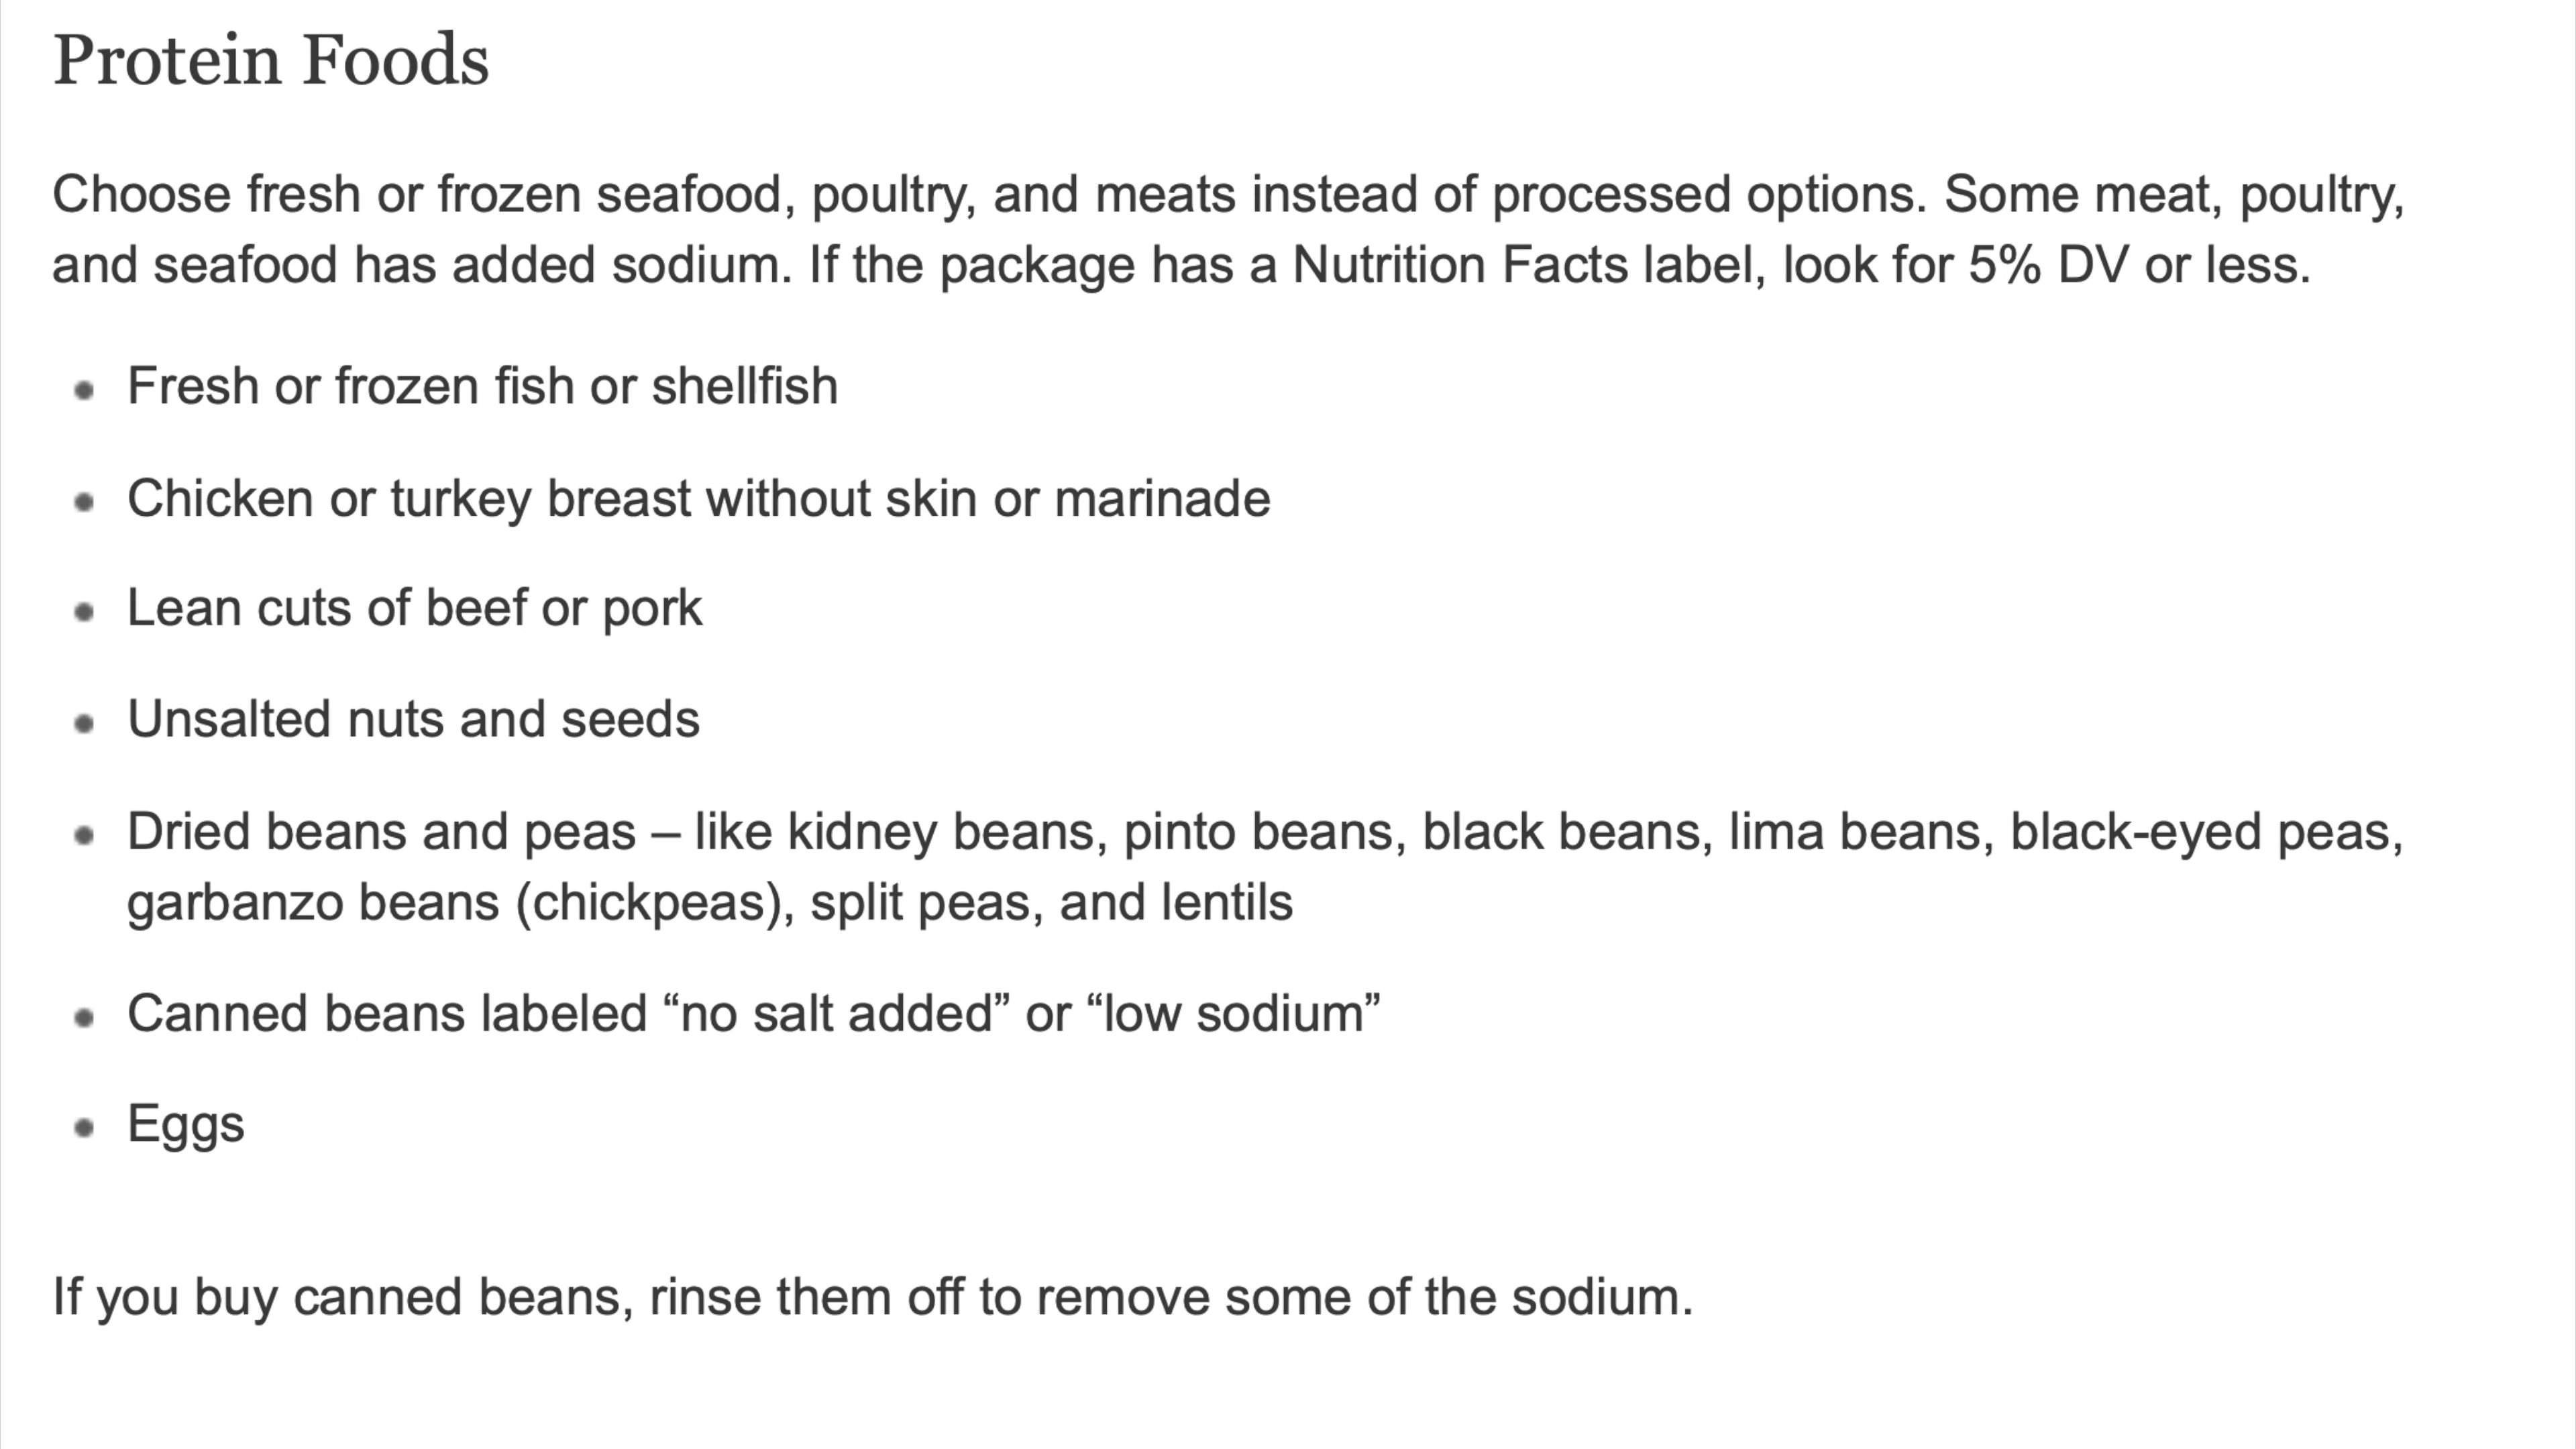 Protein Foods
Choose fresh or frozen seafood, poultry, and meats instead of processed options. Some meat, poultry,
and seafood has added sodium. If the package has a Nutrition Facts label, look for 5% DV or less.
• Fresh or frozen fish or shellfish
• Chicken or turkey breast without skin or marinade
• Lean cuts of beef or pork
• Unsalted nuts and seeds
• Dried beans and peas – like kidney beans, pinto beans, black beans, lima beans, black-eyed peas,
garbanzo beans (chickpeas), split peas, and lentils
• Canned beans labeled “no salt added” or “low sodium”
• Eggs
If you buy canned beans, rinse them off to remove some of the sodium.